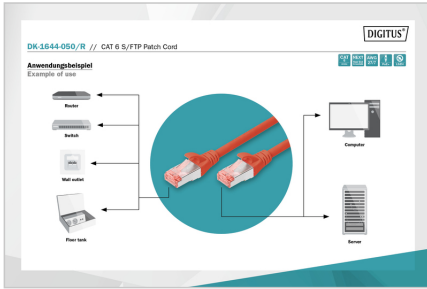 DIGITUS®
DK-1644-050/R // CAT 6 S/FTP Patch Cord
Anwendungsbeispiel
Example of use
Router
Switch
Wall outlet
Floor tank
Computer
Server